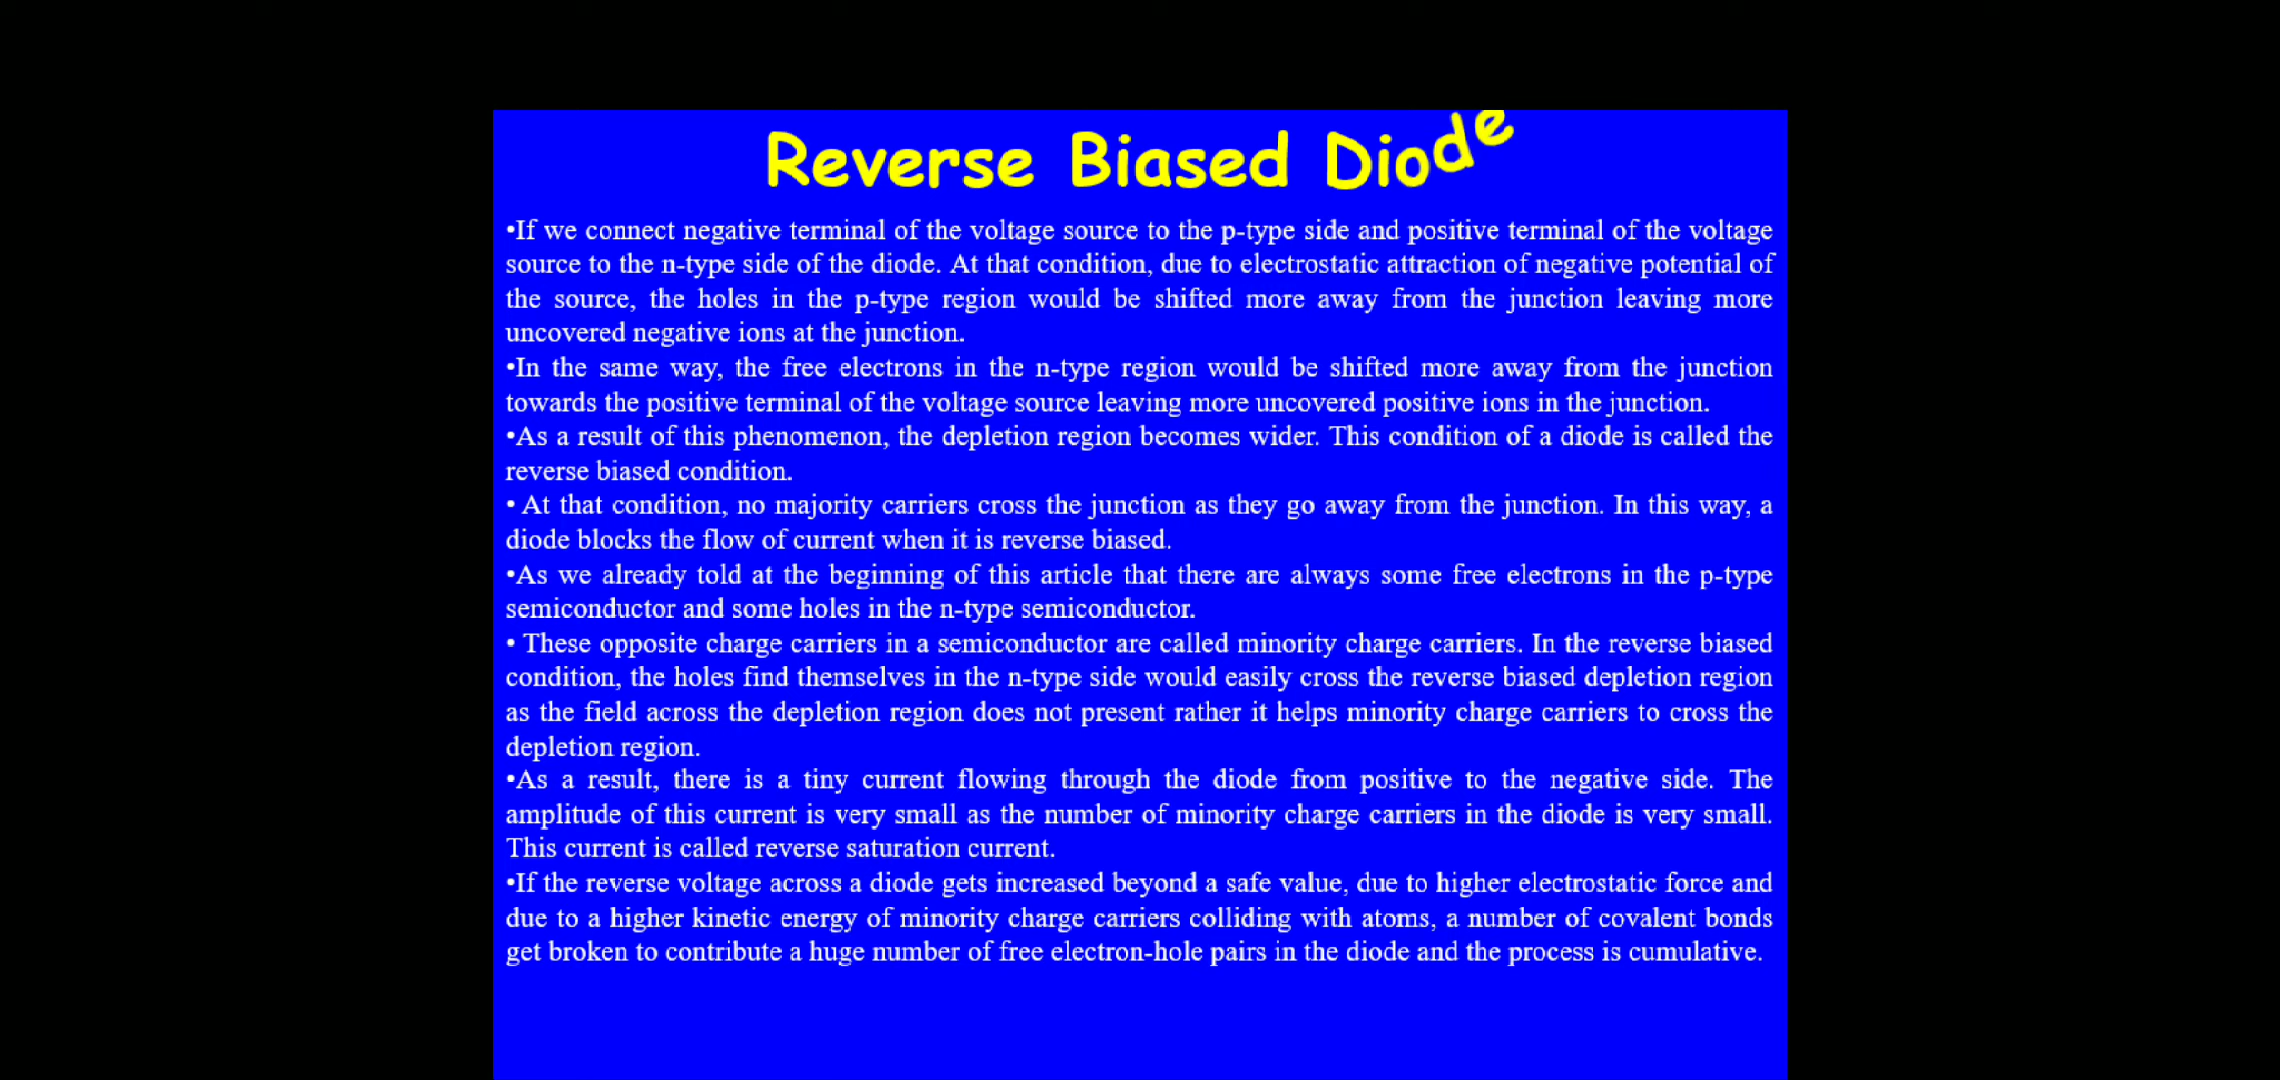 Reverse Biased Diode
•If we connect negative terminal of the voltage source to the p-type side and positive terminal of the voltage
source to the n-type side of the diode. At that condition, due to electrostatic attraction of negative potential of
the source, the holes in the p-type region would be shifted more away from the junction leaving more
uncovered negative ions at the junction.
•In the same way, the free electrons in the n-type region would be shifted more away from the junction
towards the positive terminal of the voltage source leaving more uncovered positive ions in the junction.
•As a result of this phenomenon, the depletion region becomes wider. This condition of a diode is called the
reverse biased condition.
• At that condition, no majority carriers cross the junction as they go away from the junction. In this way, a
diode blocks the flow of current when it is reverse biased.
•As we already told at the beginning of this article that there are always some free electrons in the p-type
semiconductor and some holes in the n-type semiconductor.
• These opposite charge carriers in a semiconductor are called minority charge carriers. In the reverse biased
condition, the holes find themselves in the n-type side would easily cross the reverse biased depletion region
as the field across the depletion region does not present rather it helps minority charge carriers to cross the
depletion region.
•As a result, there is a tiny current flowing through the diode from positive to the negative side. The
amplitude of this current is very small as the number of minority charge carriers in the diode is very small.
This current is called reverse saturation current.
•If the reverse voltage across a diode gets increased beyond a safe value, due to higher electrostatic force and
due to a higher kinetic energy of minority charge carriers colliding with atoms, a number of covalent bonds
get broken to contribute a huge number of free electron-hole pairs in the diode and the process is cumulative.